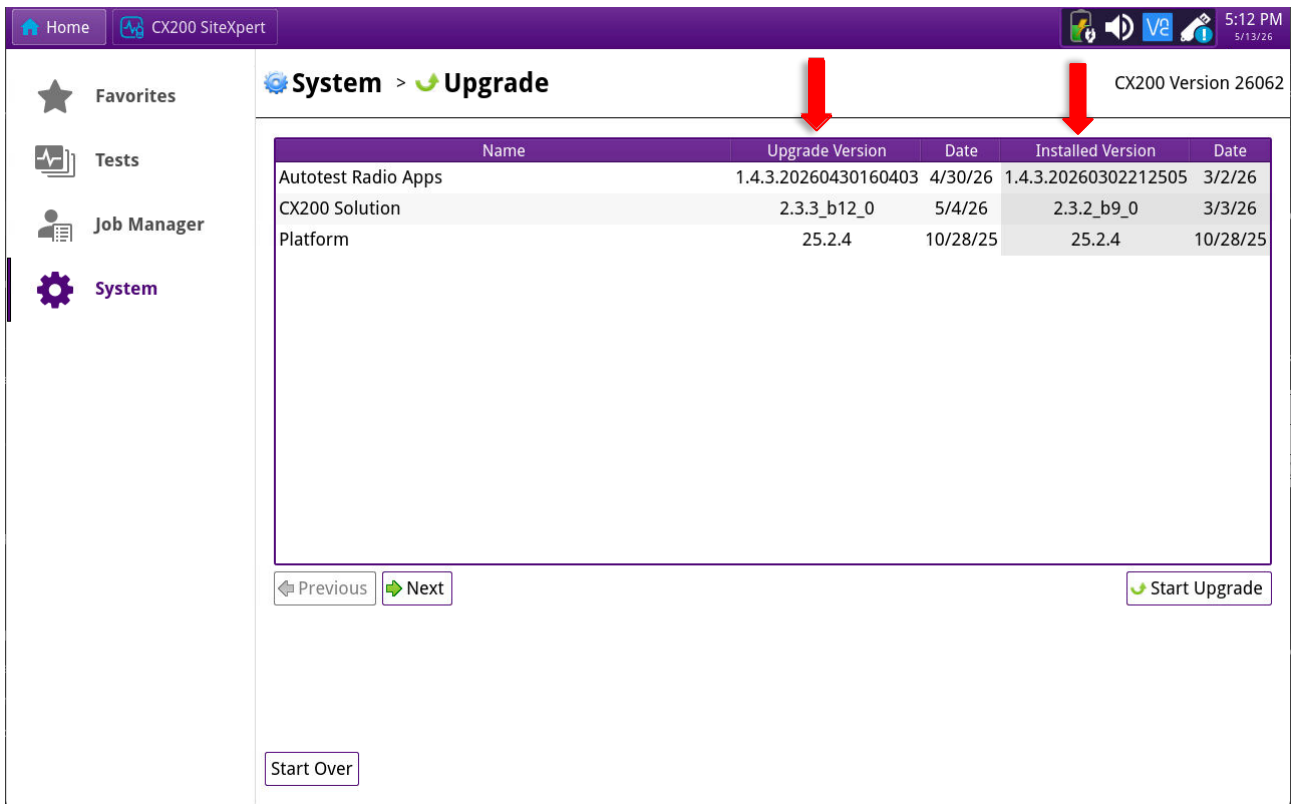 Home CX200 SiteXpert V2 5:12 PM
5/13/26
System > Upgrade CX200 Version 26062
Favorites
Tests
Job Manager
System
Name Upgrade Version Date Installed Version Date
Autotest Radio Apps 1.4.3.20260430160403 4/30/26 1.4.3.20260302212505 3/2/26
CX200 Solution 2.3.3_b12_0 5/4/26 2.3.2_b9_0 3/3/26
Platform 25.2.4 10/28/25 25.2.4 10/28/25
Previous Next Start Upgrade
Start Over